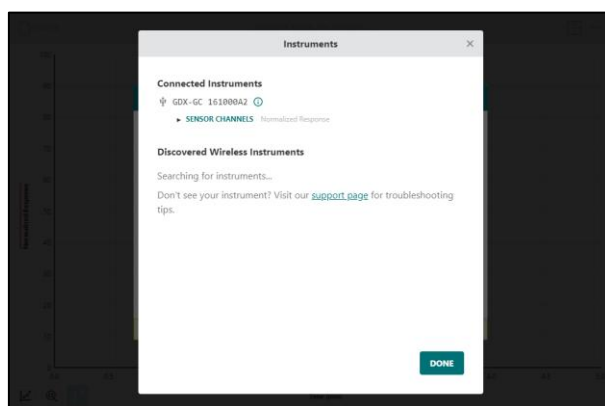 Instruments
Connected Instruments
GDX-GC 161000A2
SENSOR CHANNELS Normalized Response
Discovered Wireless Instruments
Searching for instruments...
Don't see your instrument? Visit our support page for troubleshooting
tips.
DONE